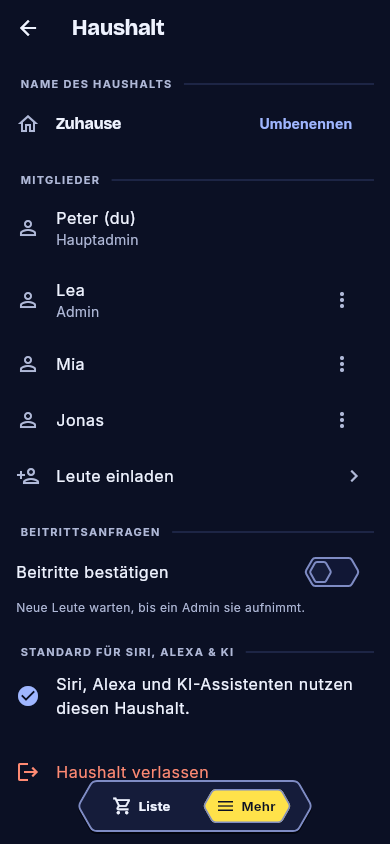 Haushalt
NAME DES HAUSHALTS
Zuhause
Umbenennen
MITGLIEDER
Peter (du)
Hauptadmin
Lea
Admin
Mia
Jonas
Leute einladen
BEITRITTSANFRAGEN
Beitritte bestätigen
Neue Leute warten, bis ein Admin sie aufnimmt.
STANDARD FÜR SIRI, ALEXA & KI
Siri, Alexa und KI-Assistenten nutzen
diesen Haushalt.
Haushalt verlassen
Liste
Mehr